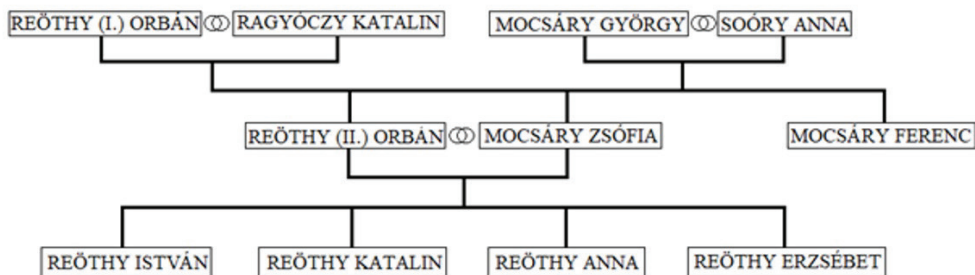 REÖTHY (I.) ORBÁN RAGYÓCZY KATALIN MOCSÁRY GYÖRGY SOÓRY ANNA
REÖTHY (II.) ORBÁN MOCSÁRY ZSÓFIA MOCSÁRY FERENC
REÖTHY ISTVÁN REÖTHY KATALIN REÖTHY ANNA REÖTHY ERZSÉBET